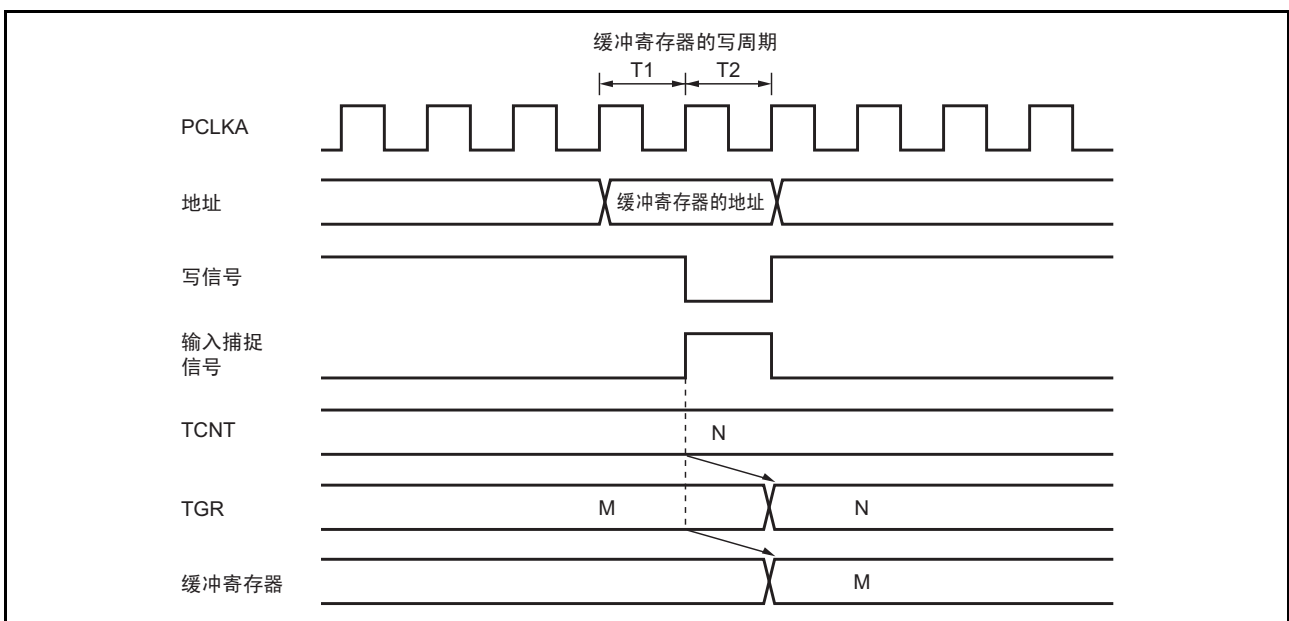 缓冲寄存器的写周期
T1 T2
PCLKA
地址 缓冲寄存器的地址
写信号
输入捕捉
信号
TCNT N
TGR M N
缓冲寄存器 M